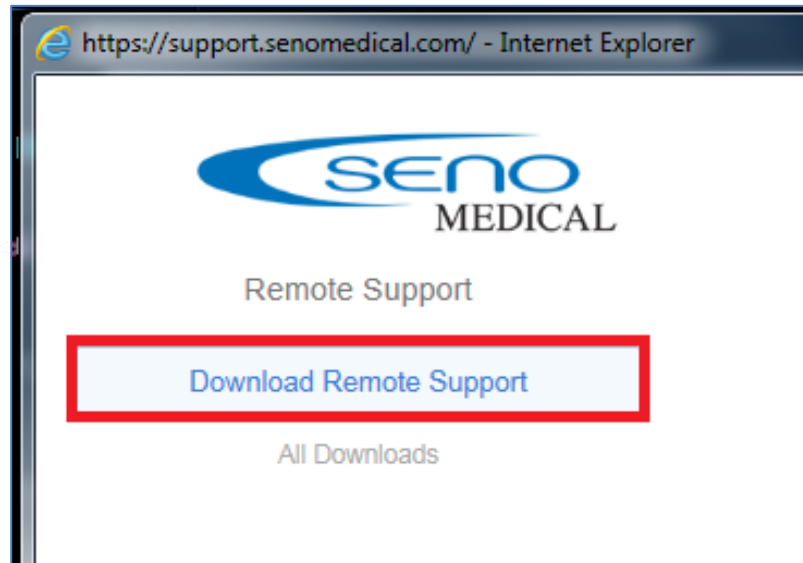 https://support.senomedical.com/ - Internet Explorer
SENO
MEDICAL
Remote Support
Download Remote Support
All Downloads